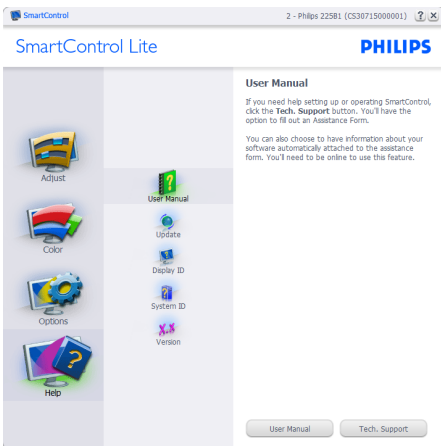 SmartControl
2 - Philips 225B1 (CS30715000001)
SmartControl Lite
PHILIPS
Adjust
Color
Options
Help
User Manual
Update
Display ID
System ID
Version
User Manual
If you need help setting up or operating SmartControl,
click the Tech. Support button. You'll have the
option to fill out an Assistance Form.
You can also choose to have information about your
software automatically attached to the assistance
form. You'll need to be online to use this feature.
User Manual
Tech. Support